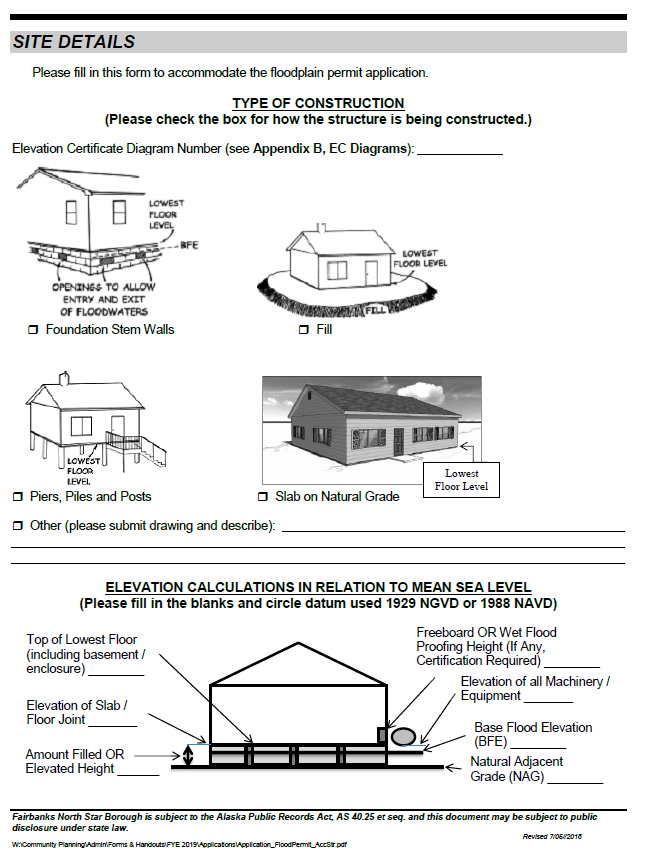 SITE DETAILS
Please fill in this form to accommodate the floodplain permit application.
TYPE OF CONSTRUCTION
(Please check the box for how the structure is being constructed.)
Elevation Certificate Diagram Number (see Appendix B, EC Diagrams): ____________
LOWEST
FLOOR
LEVEL
BFE
OPENINGS TO ALLOW
ENTRY AND EXIT
OF FLOODWATERS
❒ Foundation Stem Walls
LOWEST
FLOOR LEVEL
FILL
❒ Fill
LOWEST
FLOOR
LEVEL
❒ Piers, Piles and Posts
Lowest
Floor Level
❒ Slab on Natural Grade
❒ Other (please submit drawing and describe): ____________
ELEVATION CALCULATIONS IN RELATION TO MEAN SEA LEVEL
(Please fill in the blanks and circle datum used 1929 NGVD or 1988 NAVD)
Top of Lowest Floor
(including basement /
enclosure) ________
Elevation of Slab /
Floor Joint _______
Amount Filled OR
Elevated Height ______
Freeboard OR Wet Flood
Proofing Height (If Any,
Certification Required) ________
Elevation of all Machinery /
Equipment _______
Base Flood Elevation
(BFE) ________
Natural Adjacent
Grade (NAG) ________
Fairbanks North Star Borough is subject to the Alaska Public Records Act, AS 40.25 et seq. and this document may be subject to public
disclosure under state law.
W:\Community Planning\Admin\Forms & Handouts\FYE 2019\Applications\Application_FloodPermit_AccStr.pdf